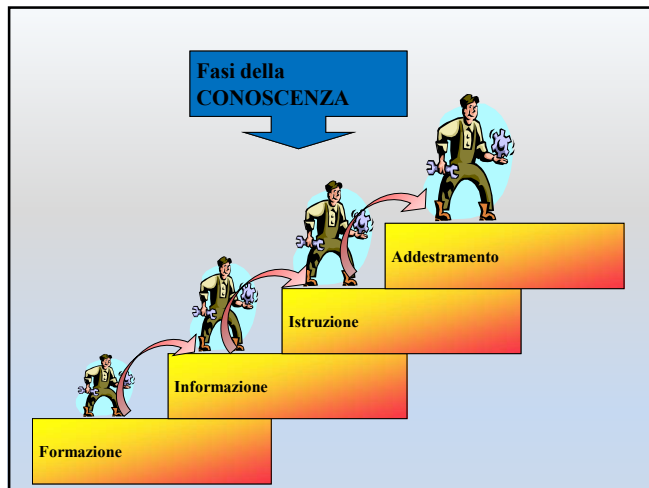 Fasi della
CONOSCENZA
Addestramento
Istruzione
Informazione
Formazione